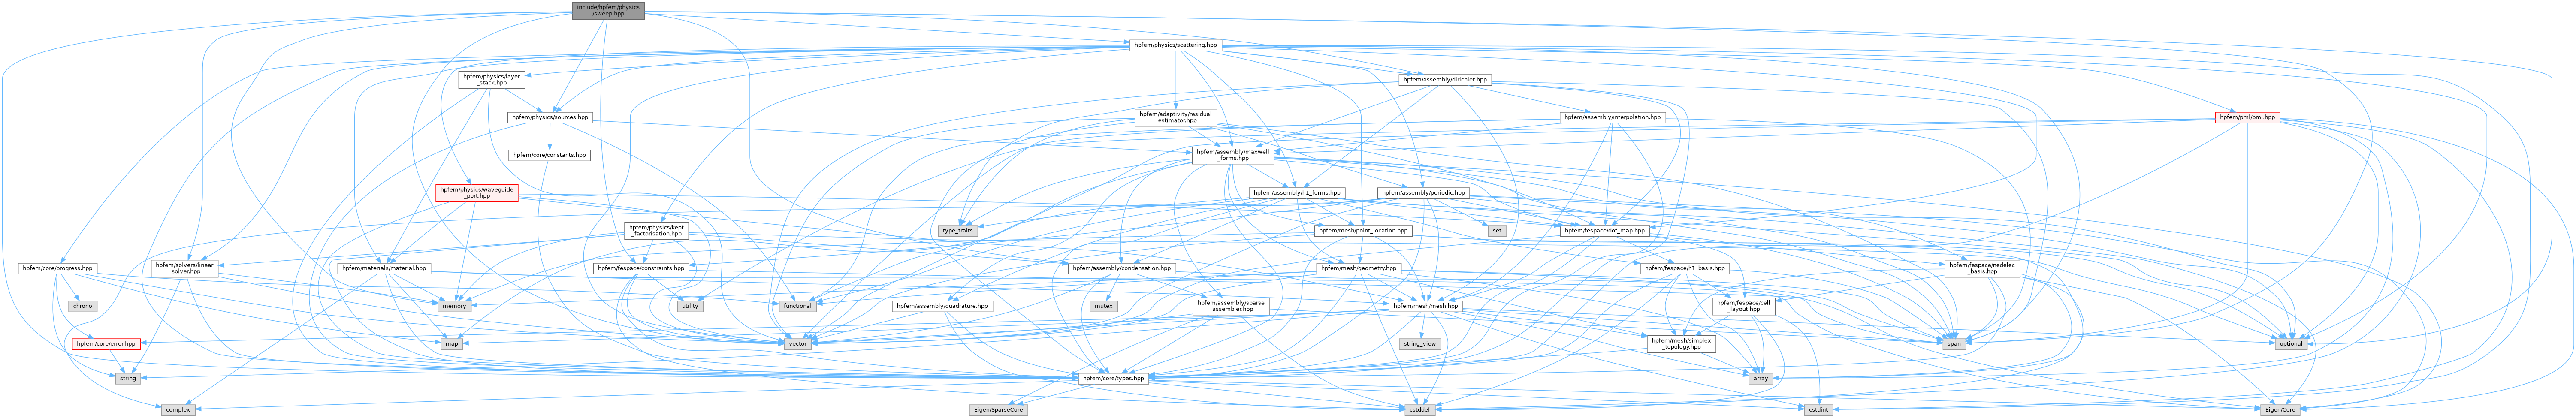 include/hpfem/physics
/sweep.hpp
hpfem/physics/scattering.hpp
hpfem/physics/layer
_stack.hpp
hpfem/assembly/dirichlet.hpp
hpfem/physics/sources.hpp
hpfem/adaptivity/residual
_estimator.hpp
hpfem/assembly/interpolation.hpp
hpfem/pml/pml.hpp
hpfem/core/constants.hpp
hpfem/assembly/maxwell
_forms.hpp
hpfem/physics/waveguide
_port.hpp
hpfem/assembly/h1_forms.hpp
hpfem/assembly/periodic.hpp
hpfem/physics/kept
_factorisation.hpp
type_traits
hpfem/mesh/point_location.hpp
set
hpfem/fespace/dof_map.hpp
hpfem/core/progress.hpp
hpfem/solvers/linear
_solver.hpp
hpfem/materials/material.hpp
hpfem/fespace/constraints.hpp
hpfem/assembly/condensation.hpp
hpfem/mesh/geometry.hpp
hpfem/fespace/h1_basis.hpp
hpfem/fespace/nedelec
_basis.hpp
chrono
memory
functional
utility
hpfem/assembly/quadrature.hpp
mutex
hpfem/assembly/sparse
_assembler.hpp
hpfem/mesh/mesh.hpp
hpfem/fespace/cell
_layout.hpp
hpfem/core/error.hpp
map
vector
string_view
hpfem/mesh/simplex
_topology.hpp
span
optional
string
hpfem/core/types.hpp
array
complex
Eigen/SparseCore
cstddef
cstdint
Eigen/Core